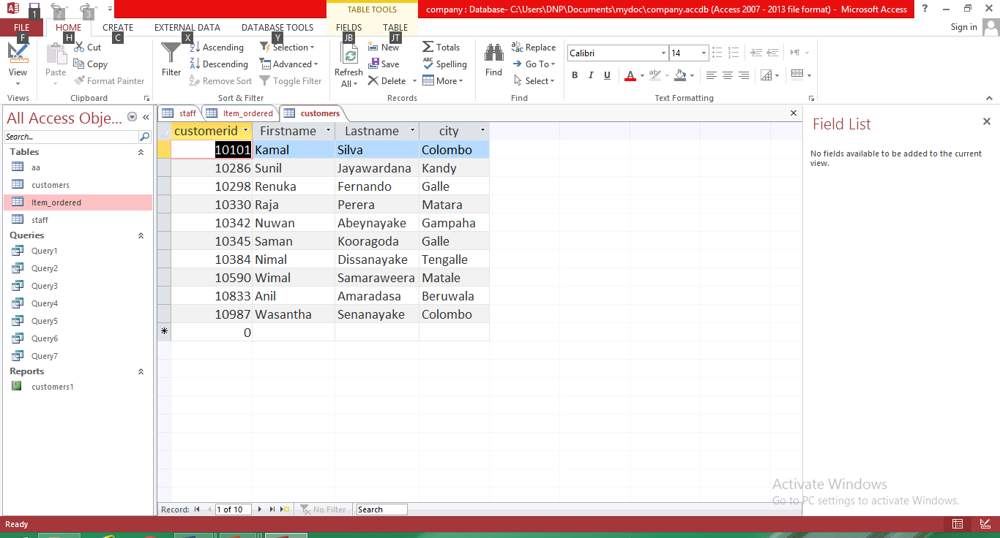 TABLE TOOLS
company : Database- C:\Users\DNP\Documents\mydoc\company.accdb (Access 2007 - 2013 file format) - Microsoft Access
?
1 2 3
FILE HOME CREATE EXTERNAL DATA DATABASE TOOLS FIELDS TABLE
Sign in
F H C X Y JB JT
View
Views
Paste
Cut
Copy
Format Painter
Clipboard
Filter
Ascending
Descending
Remove Sort
Selection
Advanced
Toggle Filter
Sort & Filter
Refresh
All
New
Save
Delete
Totals
Spelling
More
Records
Find
Replace
Go To
Select
Find
Calibri 14
B I U A
Text Formatting
All Access Obje...
Search...
Tables
aa
customers
Item_ordered
staff
Queries
Query1
Query2
Query3
Query4
Query5
Query6
Query7
Reports
customers1
staff Item_ordered customers
customerid Firstname Lastname city
10101 Kamal Silva Colombo
10286 Sunil Jayawardana Kandy
10298 Renuka Fernando Galle
10330 Raja Perera Matara
10342 Nuwan Abeynayake Gampaha
10345 Saman Kooragoda Galle
10384 Nimal Dissanayake Tengalle
10590 Wimal Samaraweera Matale
10833 Anil Amaradasa Beruwala
10987 Wasantha Senanayake Colombo
* 0
Record: 1 of 10 No Filter Search
Field List
No fields available to be added to the current
view.
Activate Windows
Go to PC settings to activate Windows.
Ready